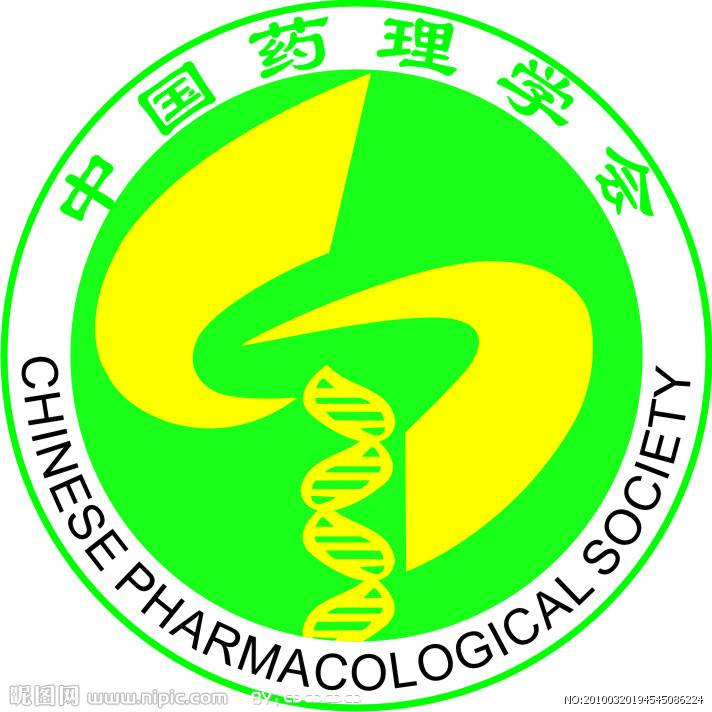 中国药理学会
CHINESE PHARMACOLOGICAL SOCIETY
昵图网 www.nipic.com
NO:20100320194545086224